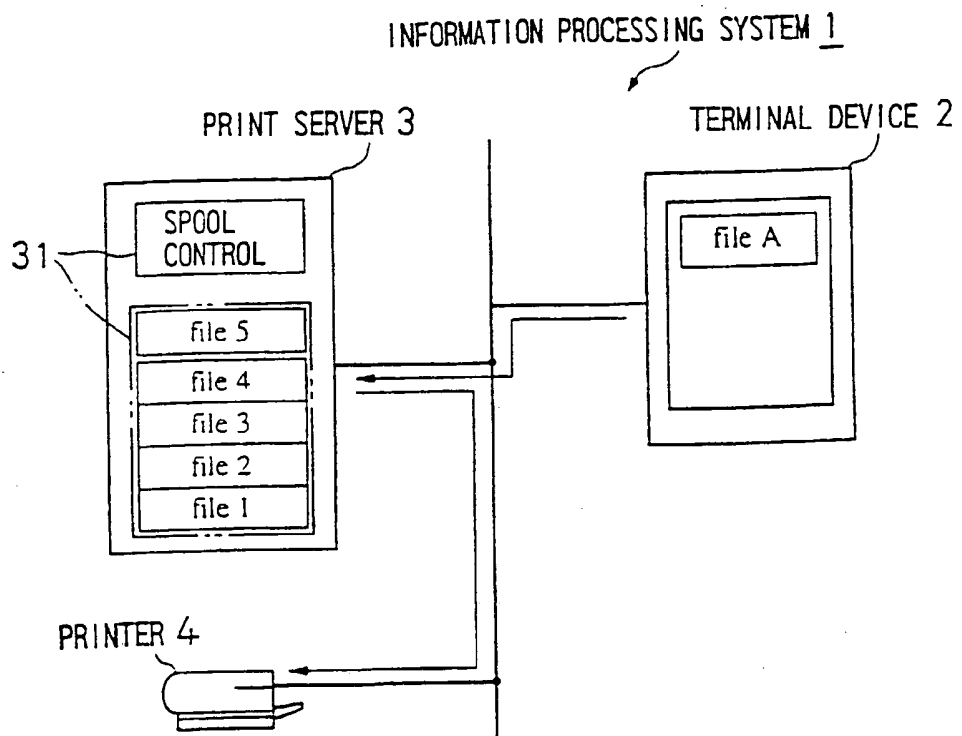 INFORMATION PROCESSING SYSTEM 1
PRINT SERVER 3
TERMINAL DEVICE 2
SPOOL
CONTROL
file A
31
file 5
file 4
file 3
file 2
file 1
PRINTER 4